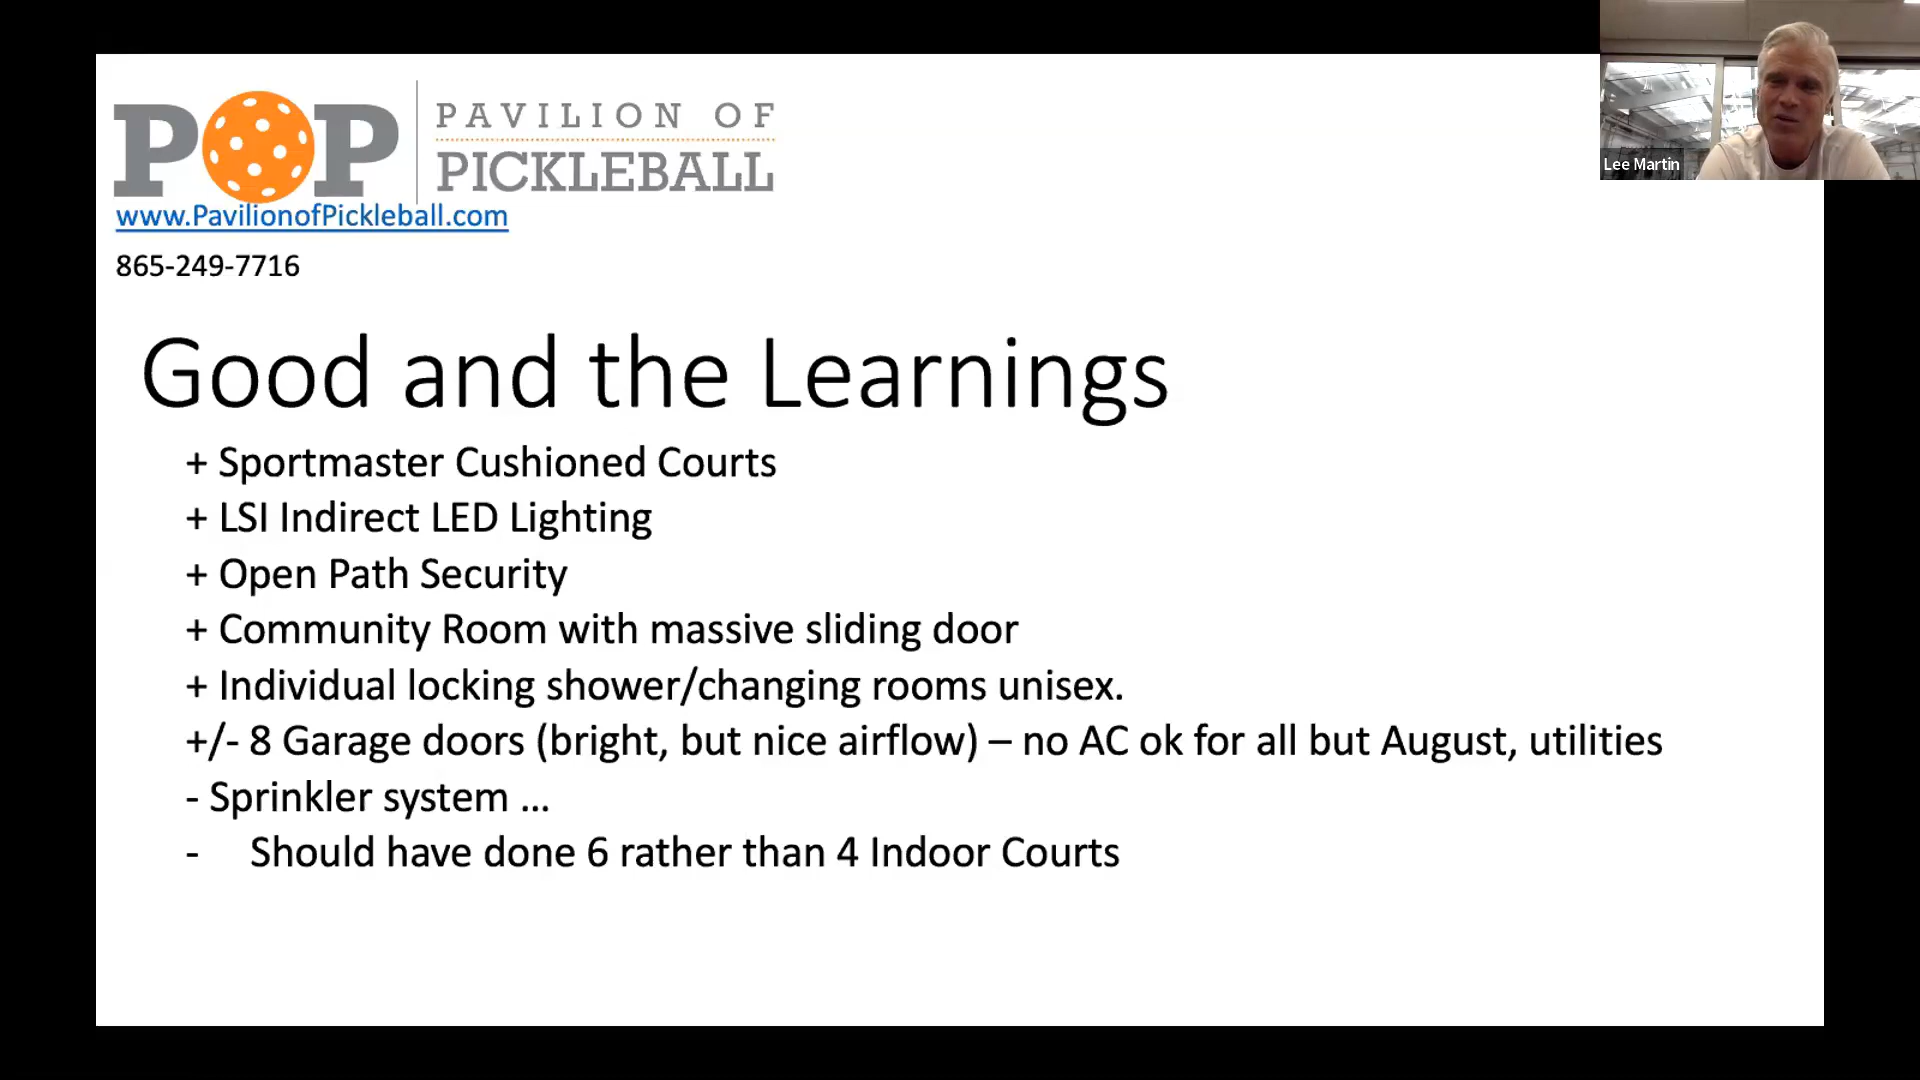 POP
PAVILION OF
PICKLEBALL
www.PavilionofPickleball.com
865-249-7716
Lee Martin
Good and the Learnings
+ Sportmaster Cushioned Courts
+ LSI Indirect LED Lighting
+ Open Path Security
+ Community Room with massive sliding door
+ Individual locking shower/changing rooms unisex.
+/- 8 Garage doors (bright, but nice airflow) – no AC ok for all but August, utilities
- Sprinkler system ...
- Should have done 6 rather than 4 Indoor Courts